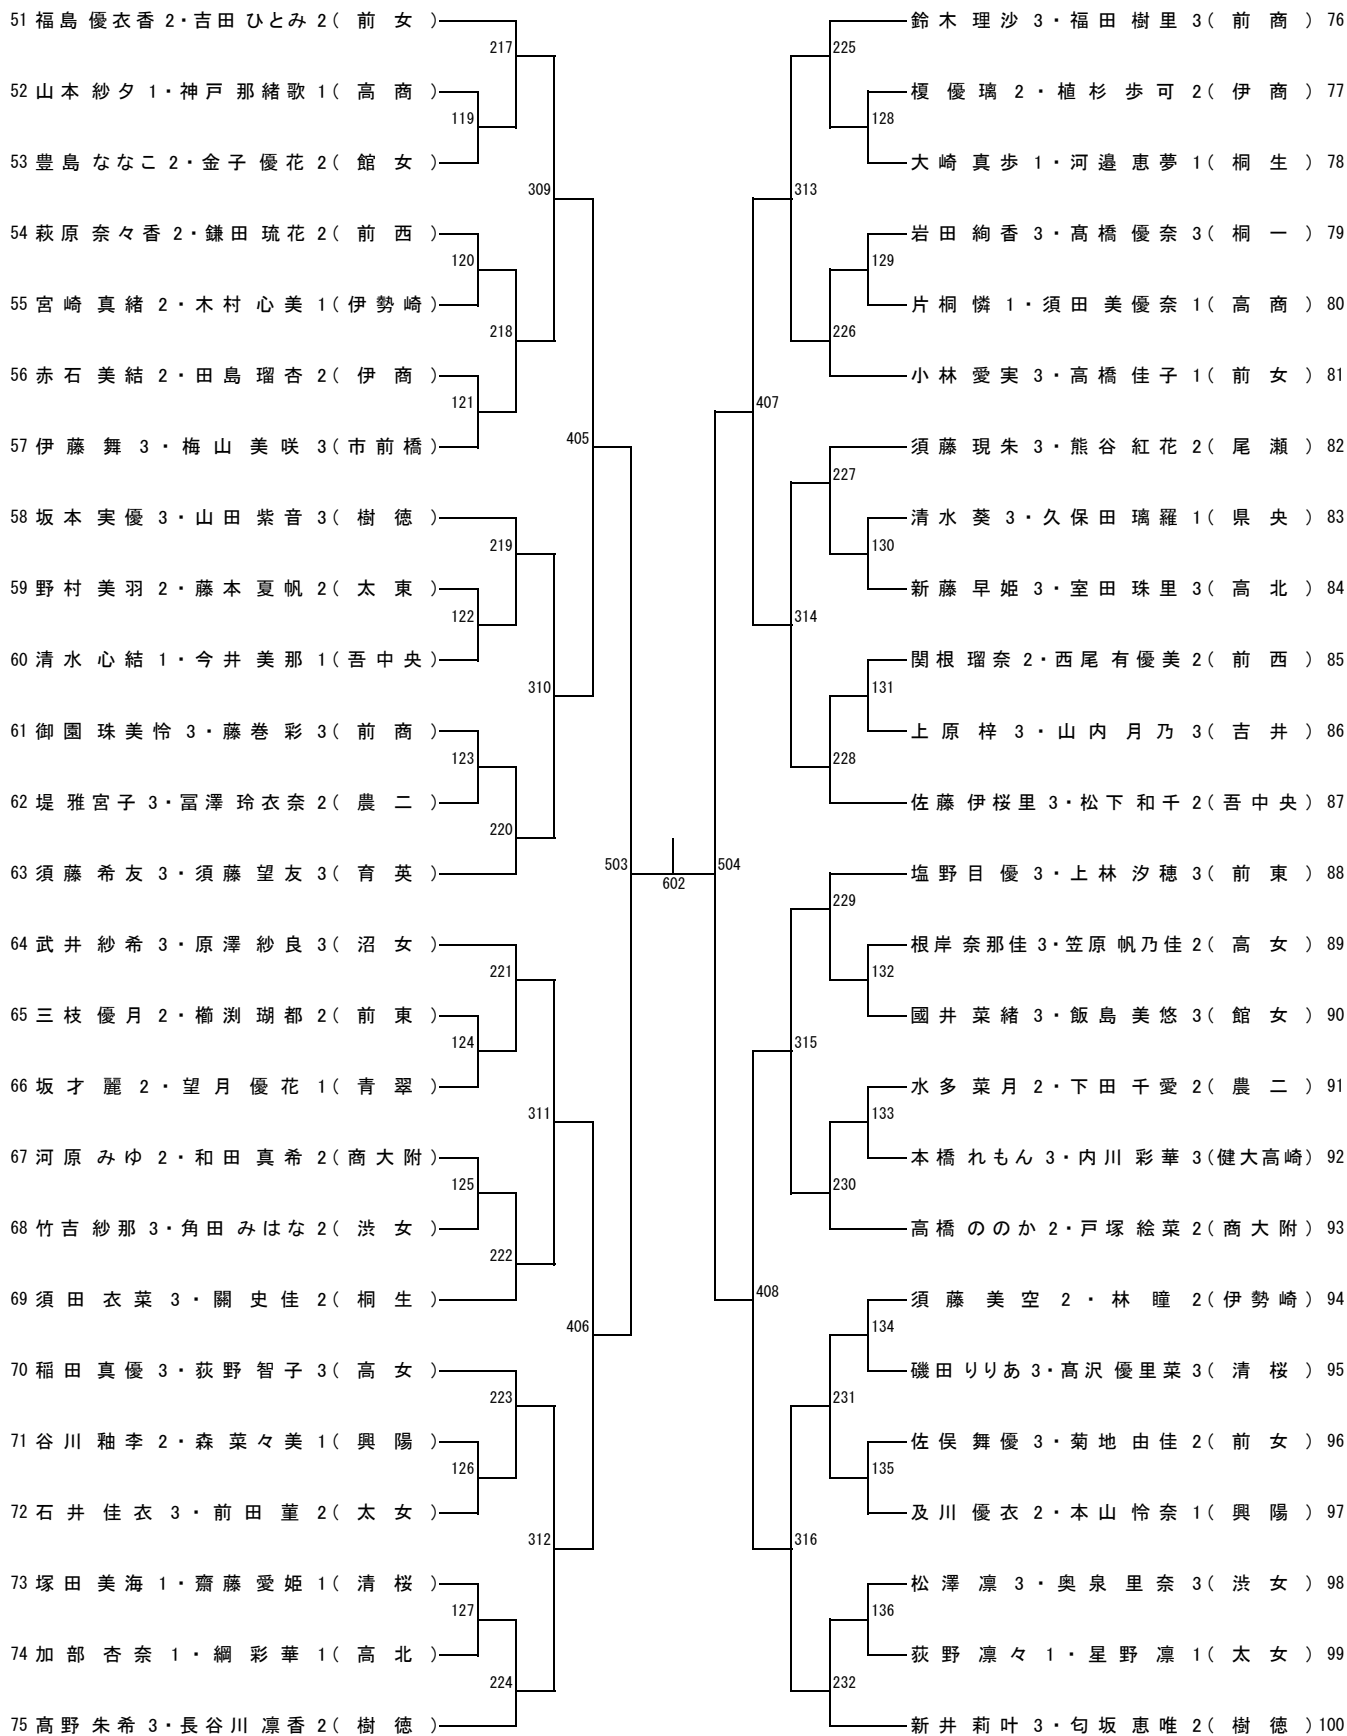 51 福島 優衣香 2・吉田 ひとみ 2( 前 女 )
217
52 山本 紗夕 1・神戸 那緒歌 1( 高 商 )
119
53 豊島 ななこ 2・金子 優花 2( 館 女 )
309
54 萩原 奈々香 2・鎌田 琉花 2( 前 西 )
120
55 宮崎 真緒 2・木村 心美 1(伊勢崎)
218
56 赤石 美結 2・田島 瑠杏 2( 伊 商 )
121
57 伊藤 舞 3・梅山 美咲 3(市前橋)
405
58 坂本 実優 3・山田 紫音 3( 樹 徳 )
219
59 野村 美羽 2・藤本 夏帆 2( 太 東 )
122
60 清水 心結 1・今井 美那 1(吾中央)
310
61 御園 珠美怜 3・藤巻 彩 3( 前 商 )
123
62 堤 雅宮子 3・冨澤 玲衣奈 2( 農 二 )
220
63 須藤 希友 3・須藤 望友 3( 育 英 )
503
64 武井 紗希 3・原澤 紗良 3( 沼 女 )
221
65 三枝 優月 2・櫛渕 瑚都 2( 前 東 )
124
66 坂才 麗 2・望月 優花 1( 青 翠 )
311
67 河原 みゆ 2・和田 真希 2(商大附)
125
68 竹吉 紗那 3・角田 みはな 2( 渋 女 )
222
69 須田 衣菜 3・關 史佳 2( 桐 生 )
406
70 稲田 真優 3・荻野 智子 3( 高 女 )
223
71 谷川 釉李 2・森 菜々美 1( 興 陽 )
126
72 石井 佳衣 3・前田 菫 2( 太 女 )
312
73 塚田 美海 1・齋藤 愛姫 1( 清 桜 )
127
74 加部 杏奈 1・綱 彩華 1( 高 北 )
224
75 髙野 朱希 3・長谷川 凛香 2( 樹 徳 )
602
鈴木 理沙 3・福田 樹里 3( 前 商 ) 76
225
榎 優璃 2・植杉 歩可 2( 伊 商 ) 77
128
大崎 真歩 1・河邉 恵夢 1( 桐 生 ) 78
313
岩田 絢香 3・髙橋 優奈 3( 桐 一 ) 79
129
片桐 憐 1・須田 美優奈 1( 高 商 ) 80
226
小林 愛実 3・高橋 佳子 1( 前 女 ) 81
407
須藤 現朱 3・熊谷 紅花 2( 尾 瀬 ) 82
227
清水 葵 3・久保田 璃羅 1( 県 央 ) 83
130
新藤 早姫 3・室田 珠里 3( 高 北 ) 84
314
関根 瑠奈 2・西尾 有優美 2( 前 西 ) 85
131
上原 梓 3・山内 月乃 3( 吉 井 ) 86
228
佐藤 伊桜里 3・松下 和千 2(吾中央) 87
504
塩野目 優 3・上林 汐穂 3( 前 東 ) 88
229
根岸 奈那佳 3・笠原 帆乃佳 2( 高 女 ) 89
132
國井 菜緒 3・飯島 美悠 3( 館 女 ) 90
315
水多 菜月 2・下田 千愛 2( 農 二 ) 91
133
本橋 れもん 3・内川 彩華 3(健大高崎) 92
230
高橋 ののか 2・戸塚 絵菜 2(商大附) 93
408
須藤 美空 2・林 瞳 2(伊勢崎) 94
134
磯田 りりあ 3・髙沢 優里菜 3( 清 桜 ) 95
231
佐俣 舞優 3・菊地 由佳 2( 前 女 ) 96
135
及川 優衣 2・本山 怜奈 1( 興 陽 ) 97
316
松澤 凛 3・奥泉 里奈 3( 渋 女 ) 98
136
荻野 凛々 1・星野 凛 1( 太 女 ) 99
232
新井 莉叶 3・匂坂 恵唯 2( 樹 徳 ) 100